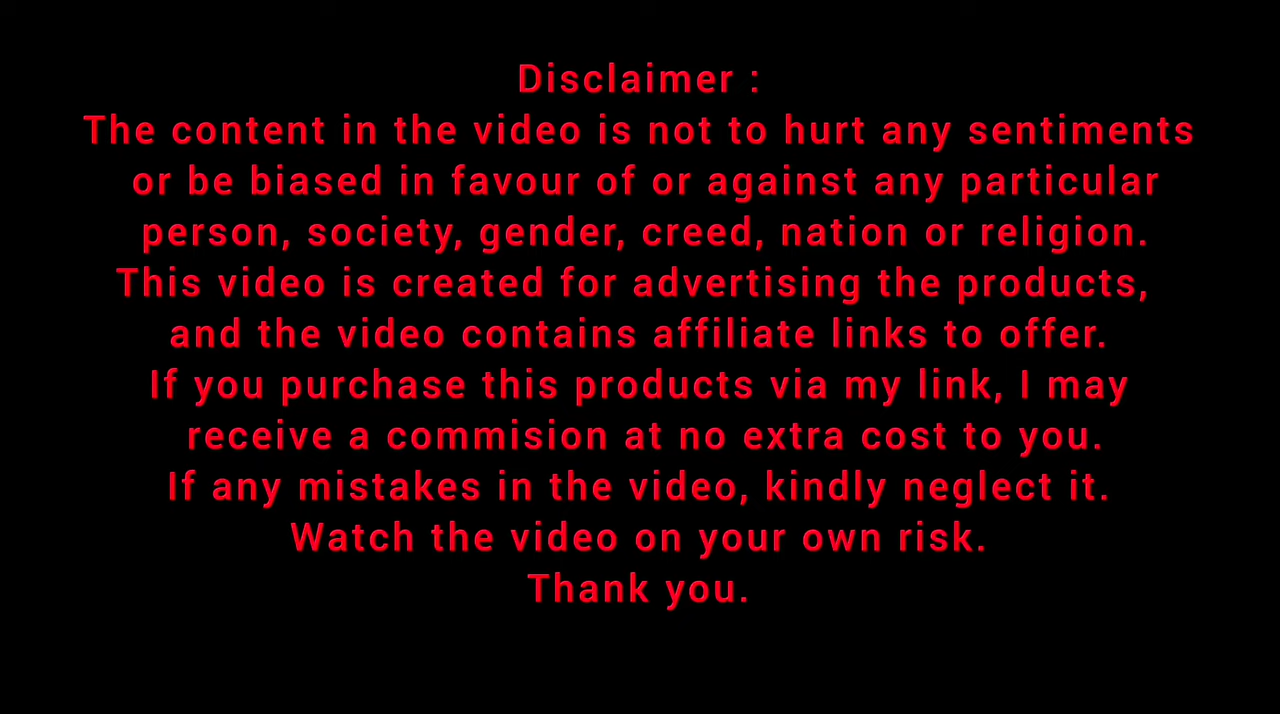 Disclaimer :
The content in the video is not to hurt any sentiments
or be biased in favour of or against any particular
person, society, gender, creed, nation or religion.
This video is created for advertising the products,
and the video contains affiliate links to offer.
If you purchase this products via my link, I may
receive a commision at no extra cost to you.
If any mistakes in the video, kindly neglect it.
Watch the video on your own risk.
Thank you.